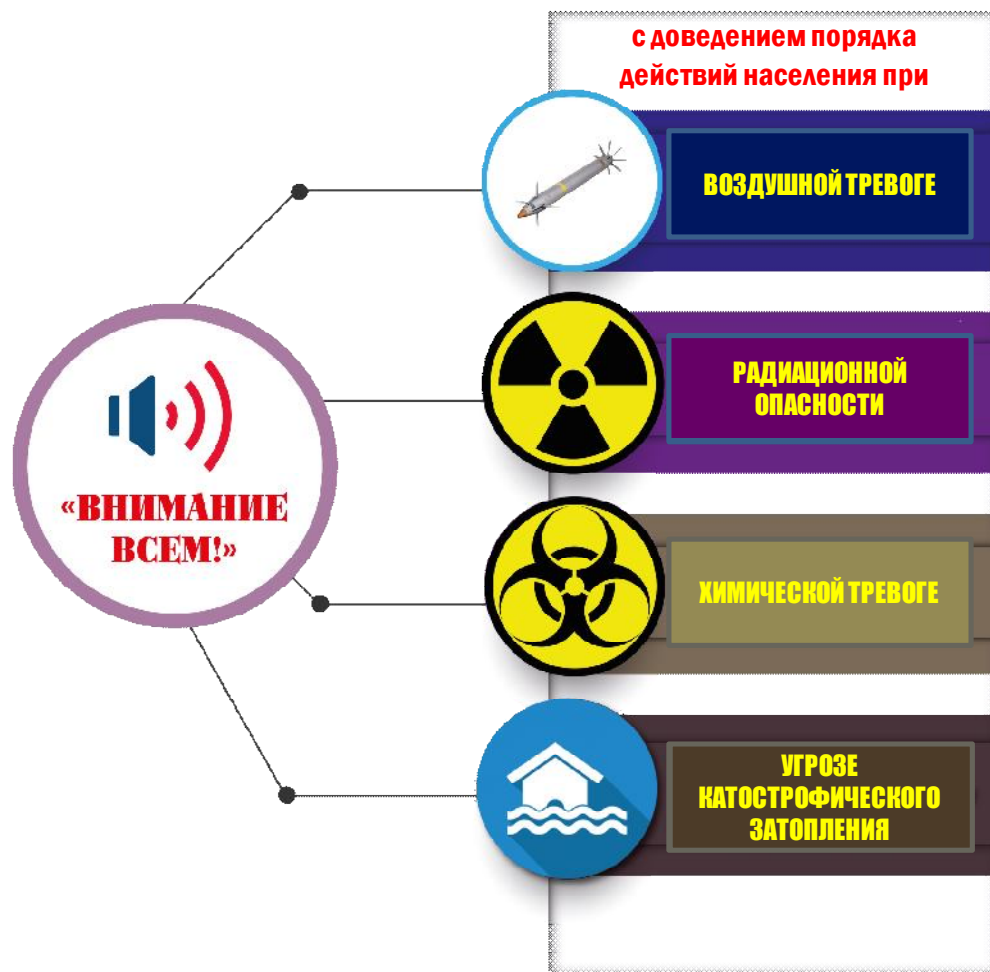 с доведением порядка
действий населения при
ВОЗДУШНОЙ ТРЕВОГЕ
РАДИАЦИОННОЙ
ОПАСНОСТИ
«ВНИМАНИЕ
ВСЕМ!»
ХИМИЧЕСКОЙ ТРЕВОГЕ
УГРОЗЕ
КАТОСТРОФИЧЕСКОГО
ЗАТОПЛЕНИЯ